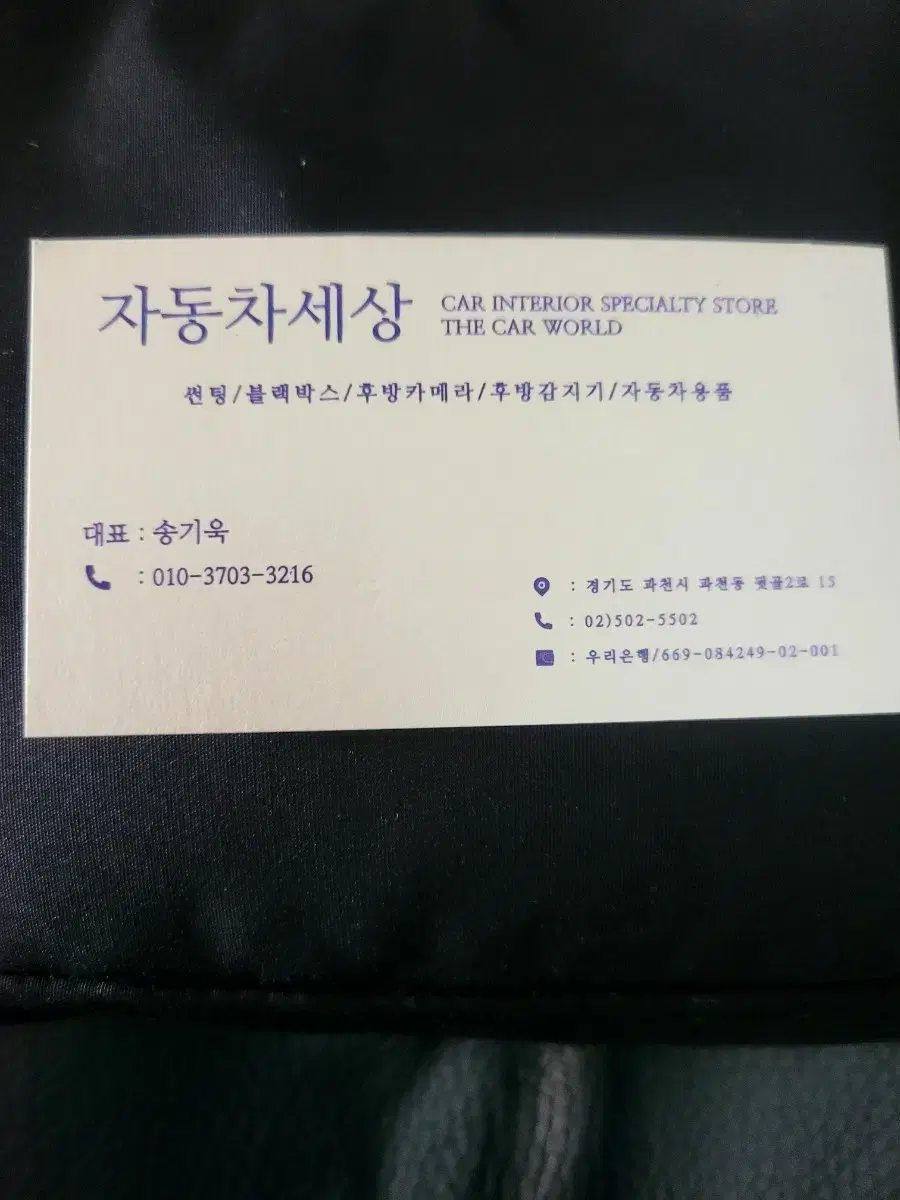 자동차세상
CAR INTERIOR SPECIALTY STORE
THE CAR WORLD
썬팅/블랙박스/후방카메라/후방감지기/자동차용품
대표 : 송기욱
: 010-3703-3216
: 경기도 과천시 과천동 뒷골2로 15
: 02)502-5502
: 우리은행/669-084249-02-001